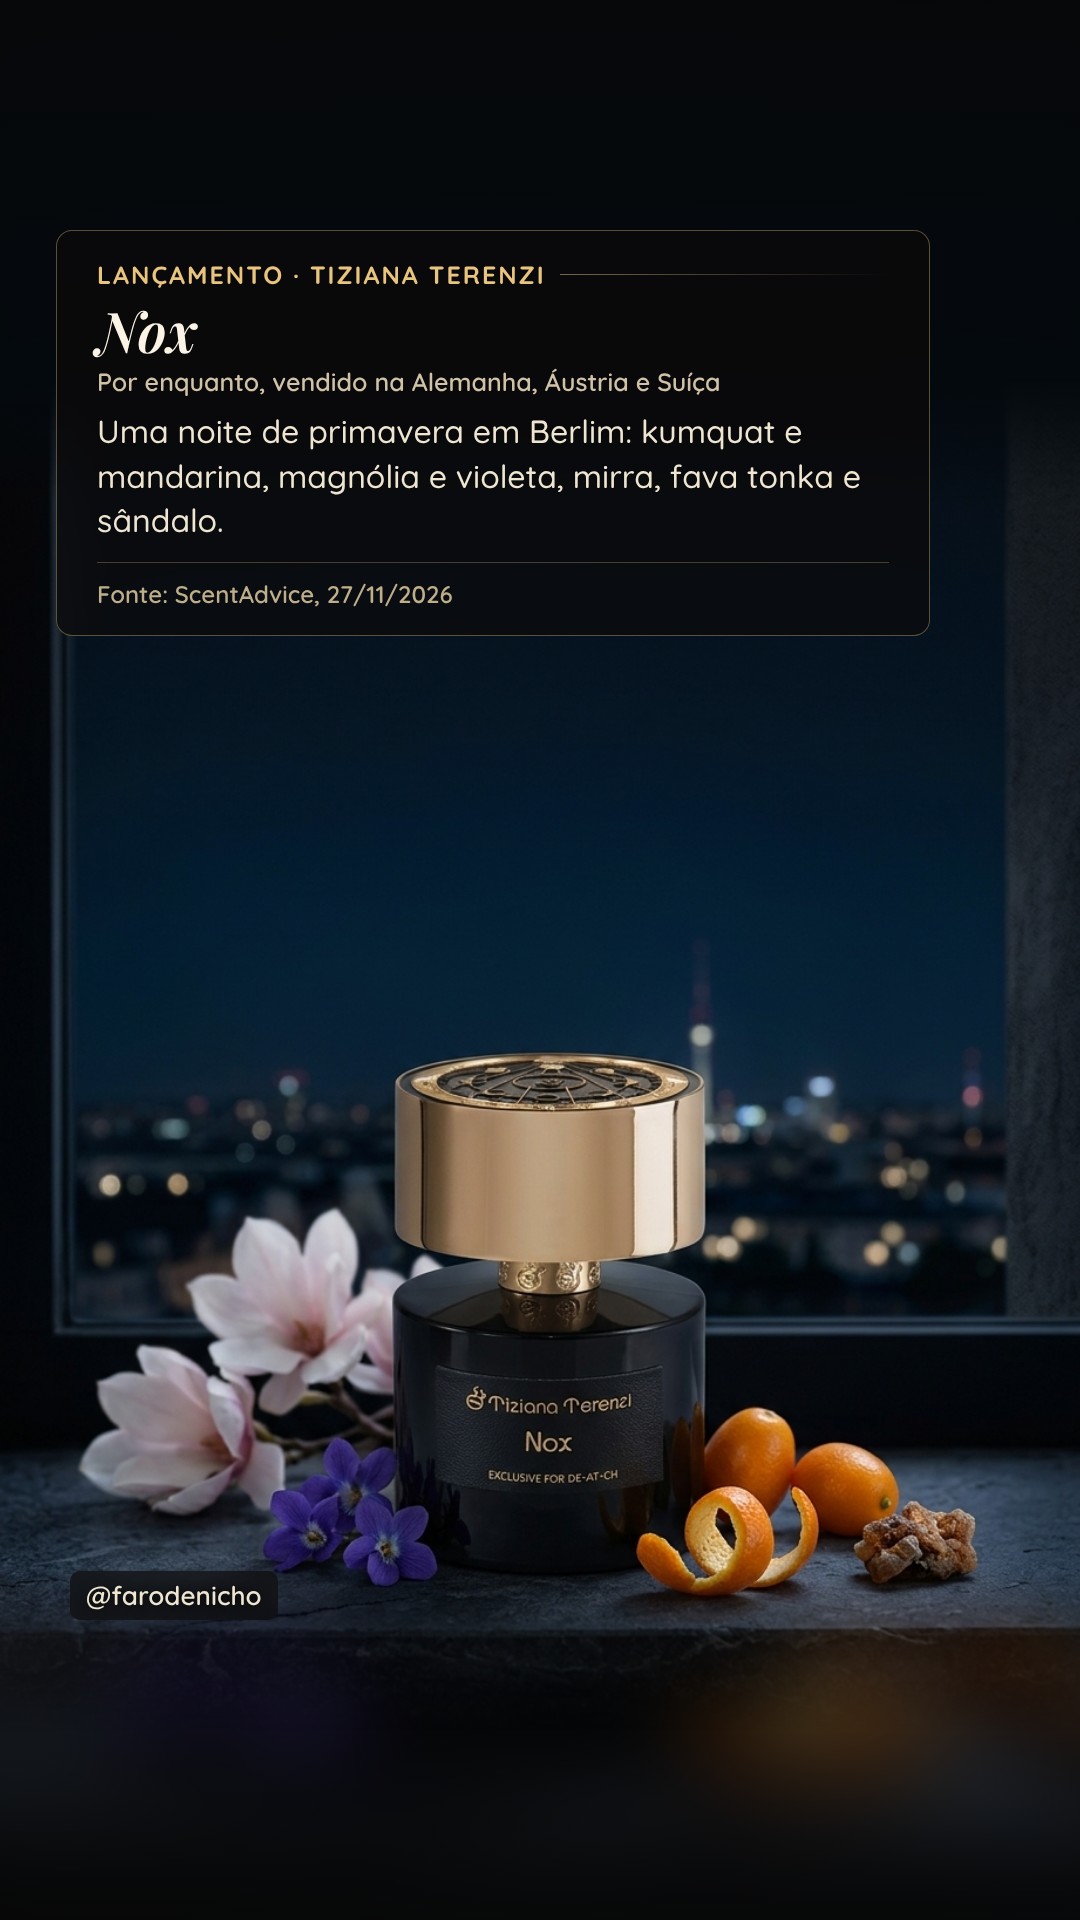 LANÇAMENTO · TIZIANA TERENZI
Nox
Por enquanto, vendido na Alemanha, Áustria e Suíça
Uma noite de primavera em Berlim: kumquat e
mandarina, magnólia e violeta, mirra, fava tonka e
sândalo.
Fonte: ScentAdvice, 27/11/2026
Tiziana Terenzi
Nox
EXCLUSIVE FOR DE-AT-CH
@farodenicho